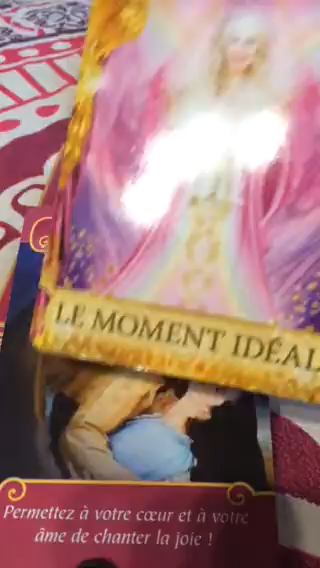 LE MOMENT IDÉAL
Permettez à votre cœur et à votre
âme de chanter la joie !